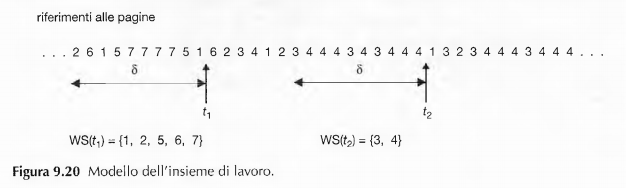 riferimenti alle pagine
. . . 2 6 1 5 7 7 7 7 5 1 6 2 3 4 1 2 3 4 4 4 3 4 3 4 4 4 1 3 2 3 4 4 4 3 4 4 4 . . .
δ δ
t1 t2
WS(t1) = {1, 2, 5, 6, 7} WS(t2) = {3, 4}
Figura 9.20 Modello dell'insieme di lavoro.